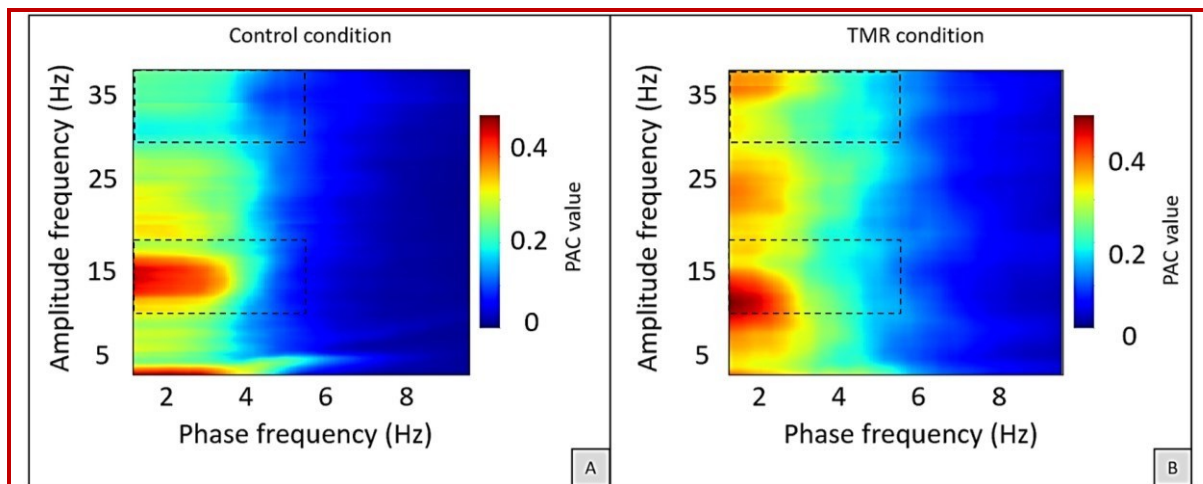 Control condition
Amplitude frequency (Hz)
35
25
15
5
2 4 6 8
Phase frequency (Hz)
0.4
0.2
0
PAC value
A
TMR condition
Amplitude frequency (Hz)
35
25
15
5
2 4 6 8
Phase frequency (Hz)
0.4
0.2
0
PAC value
B